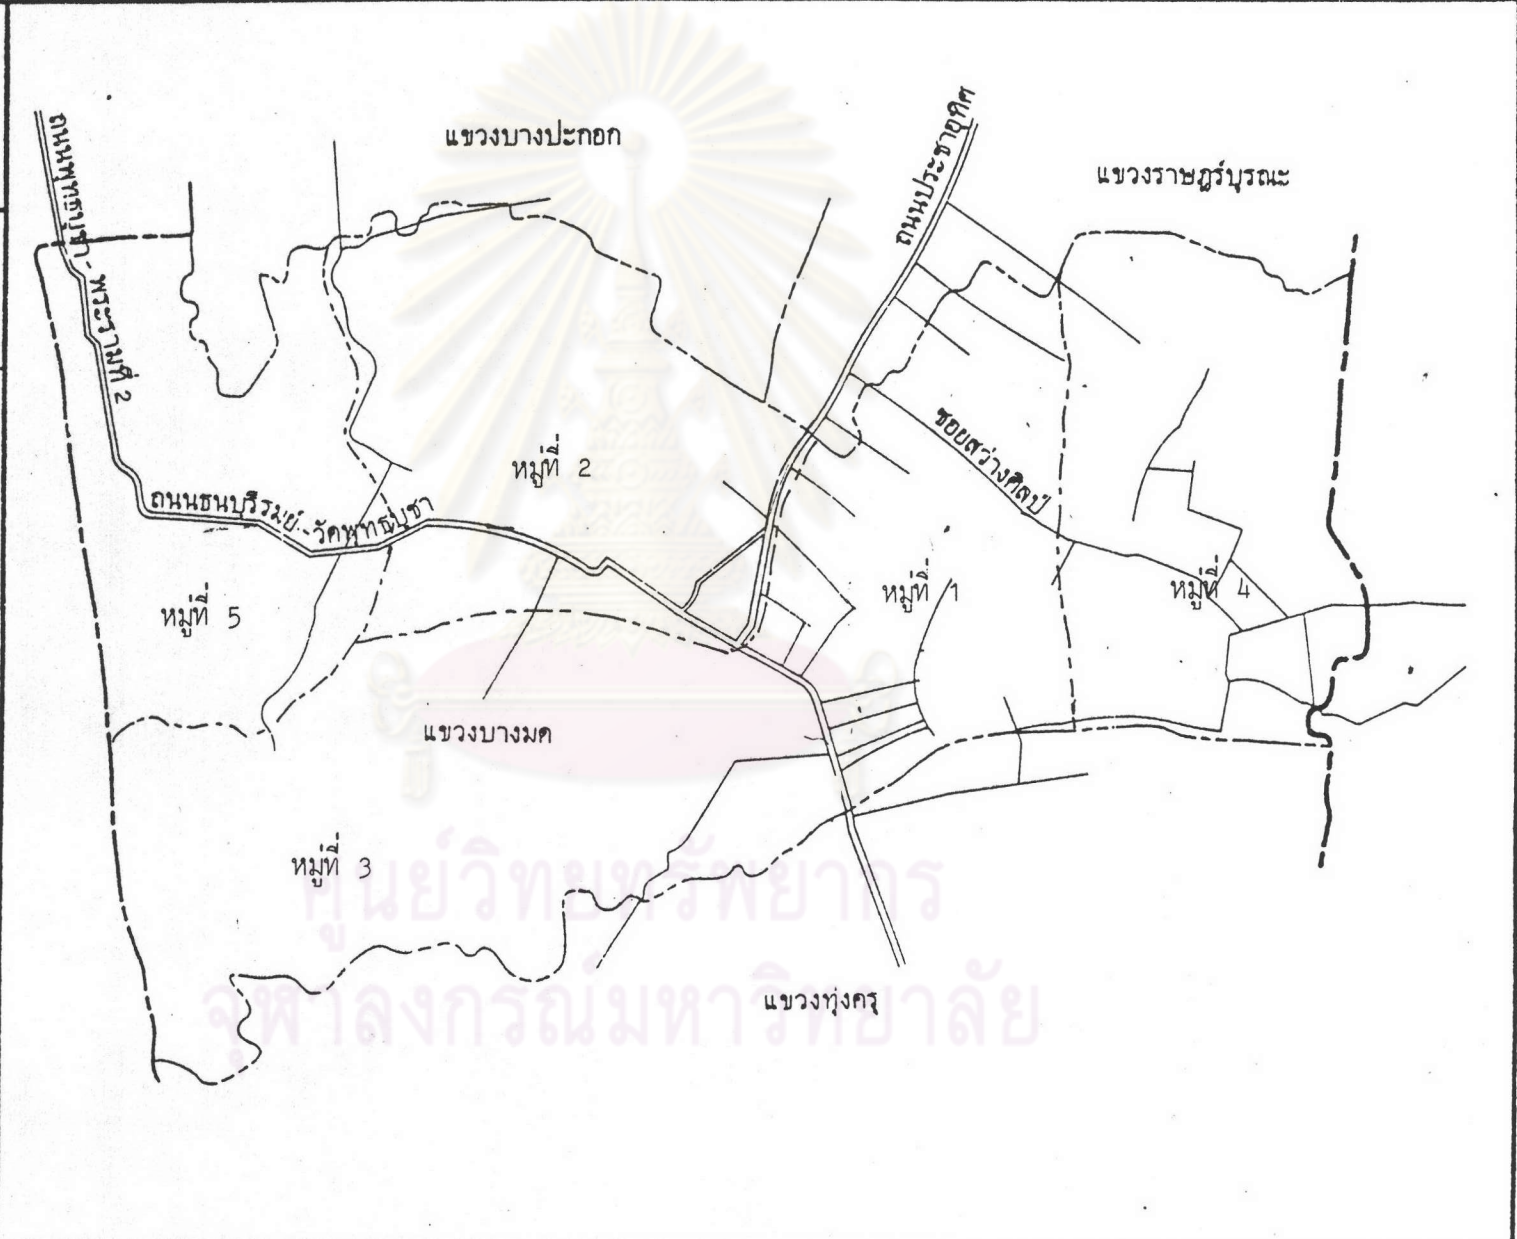 แขวงบางปะกอก
ถนนประชาอุทิศ
แขวงราษฎร์บูรณะ
ถนนพุทธบูชา - พระรามที่ 2
ซอยสว่างศิลป์
หมู่ที่ 2
ถนนธนบุรีรมย์-วัดพุทธบูชา
หมู่ที่ 1
หมู่ที่ 4
หมู่ที่ 5
แขวงบางมด
หมู่ที่ 3
ศูนย์วิทยทรัพยากร
จุฬาลงกรณ์มหาวิทยาลัย
แขวงทุ่งครุ